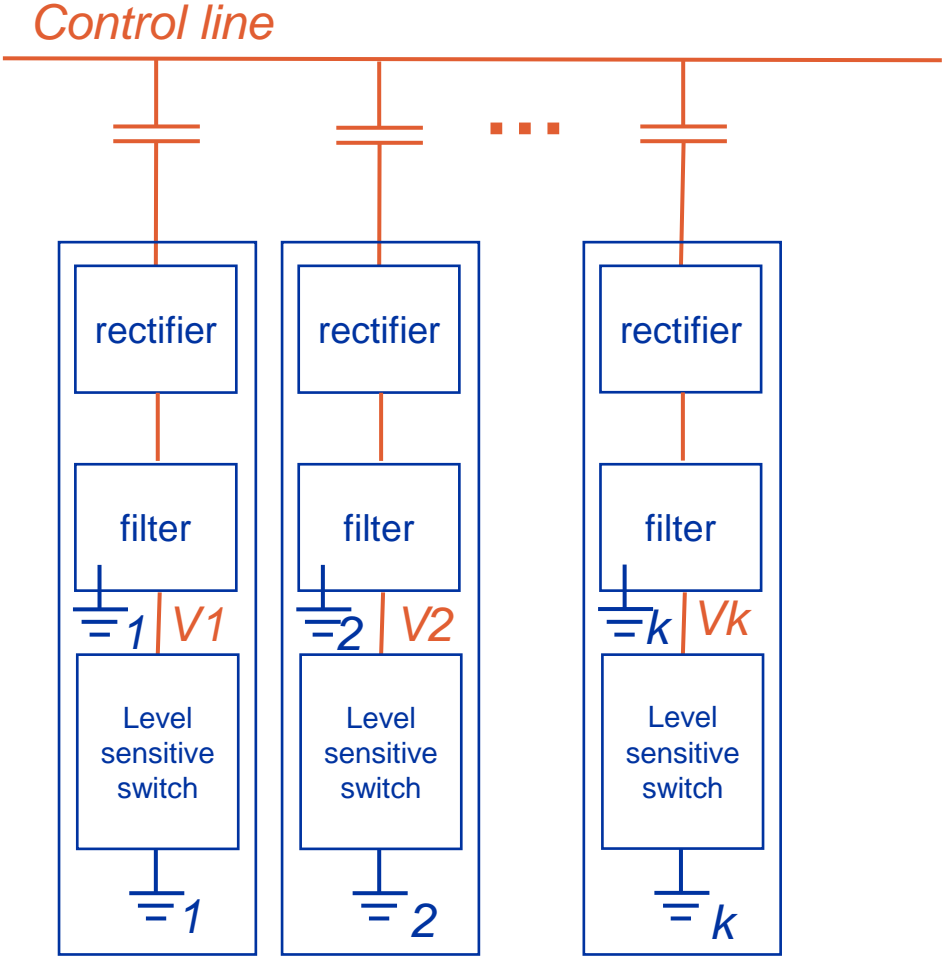 Control line
rectifier
rectifier
rectifier
filter
filter
filter
1 V1
2 V2
k Vk
Level
sensitive
switch
Level
sensitive
switch
Level
sensitive
switch
1
2
k